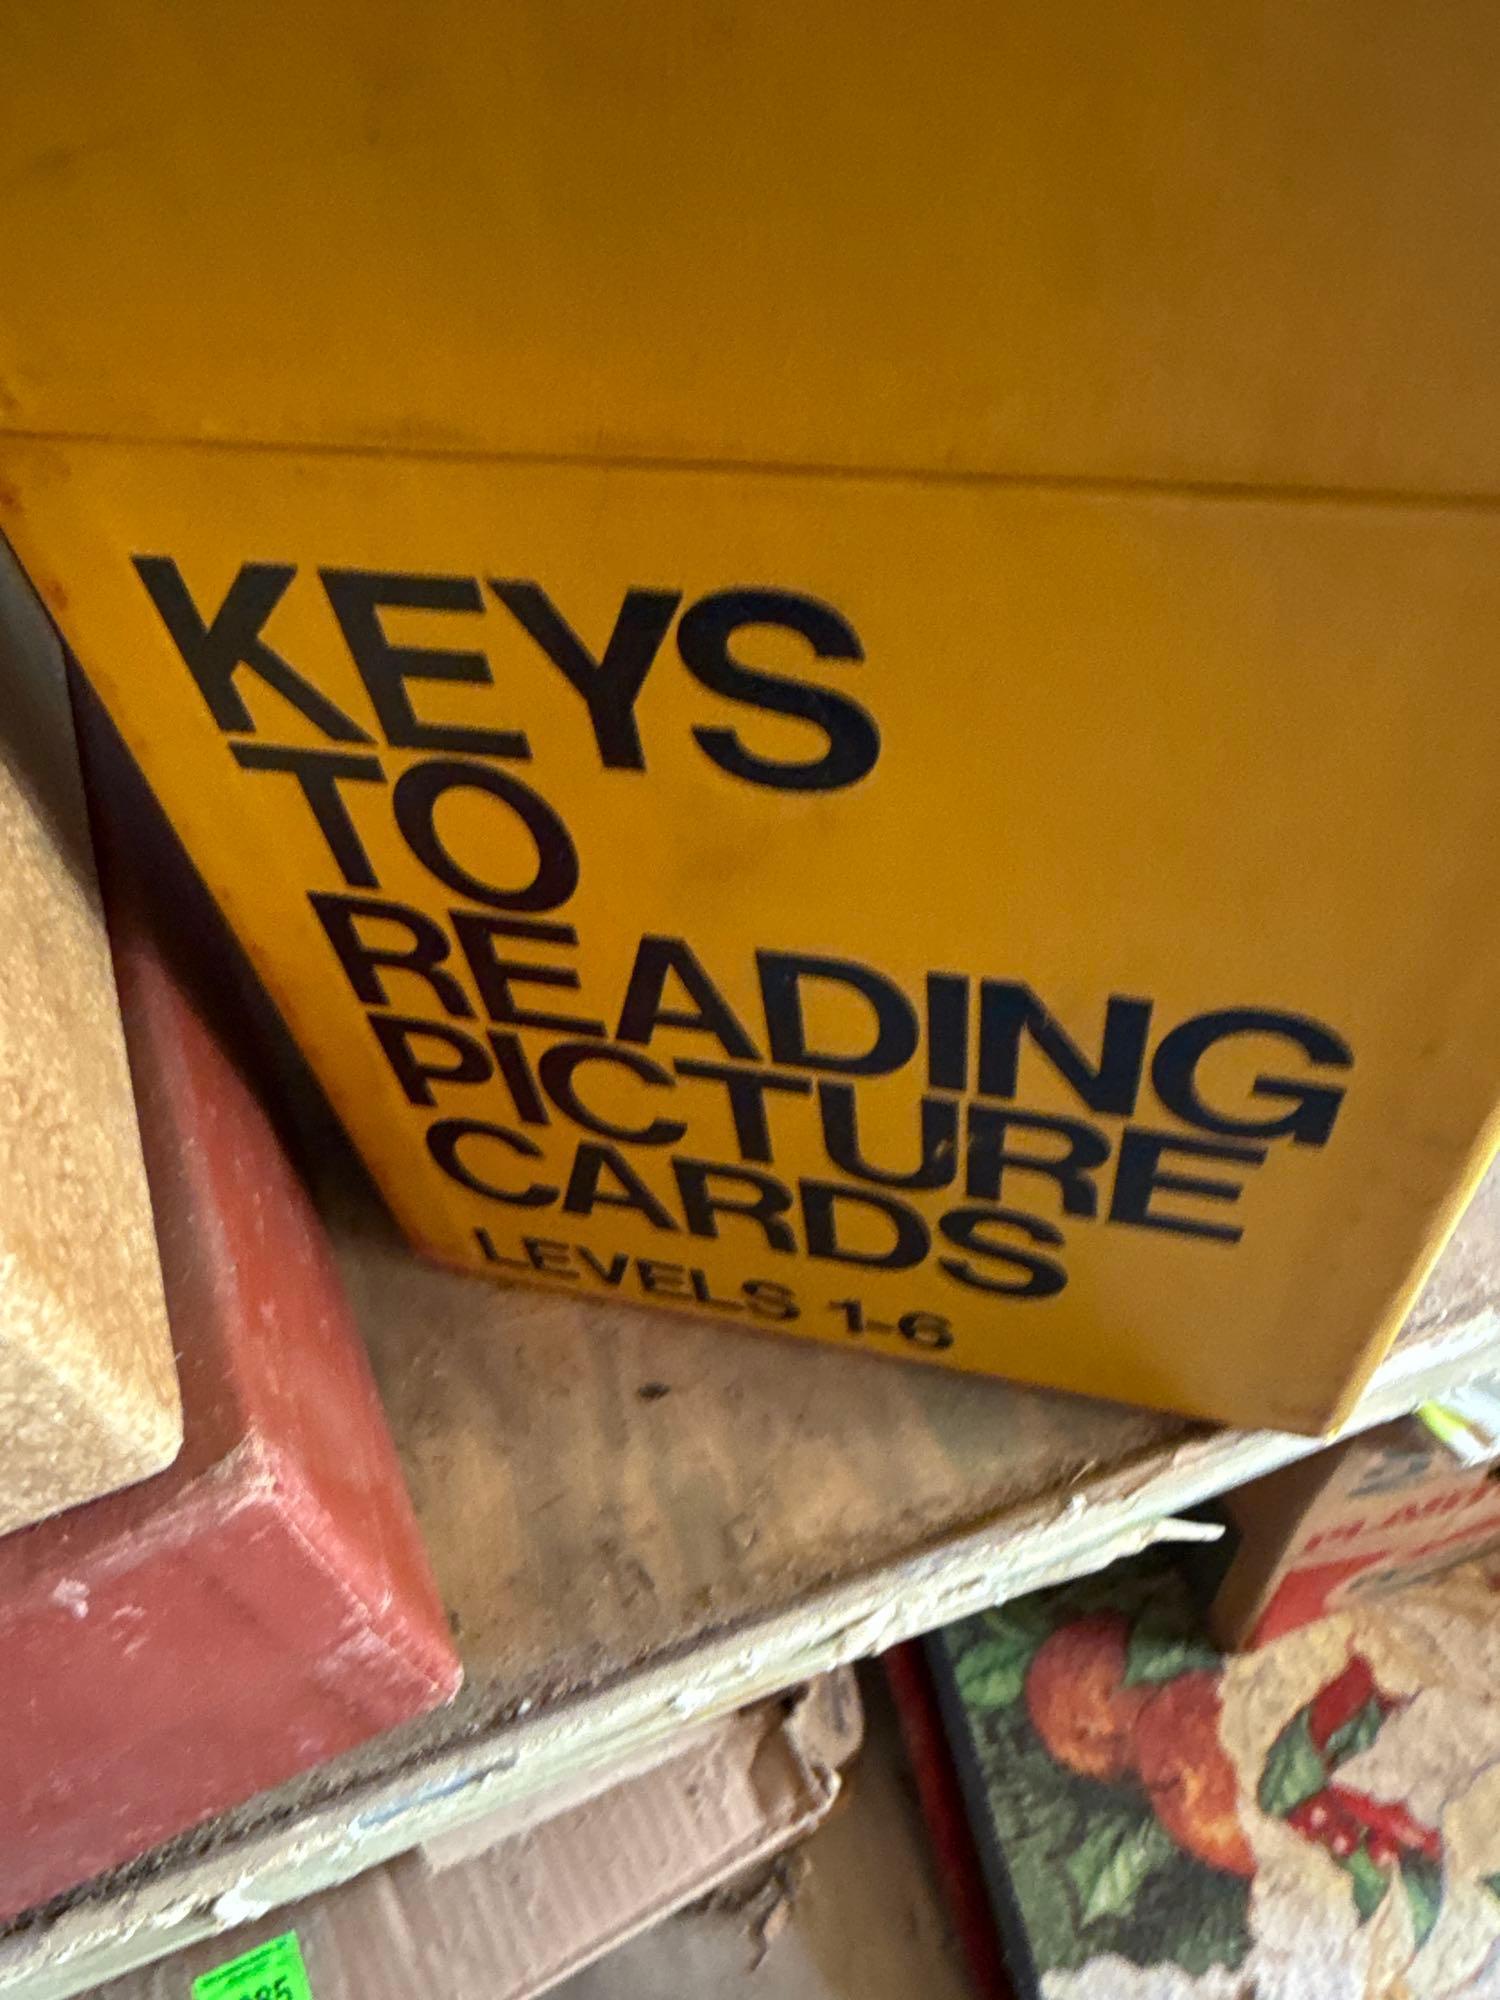 KEYS
TO
READING
PICTURE
CARDS
LEVELS 1-6